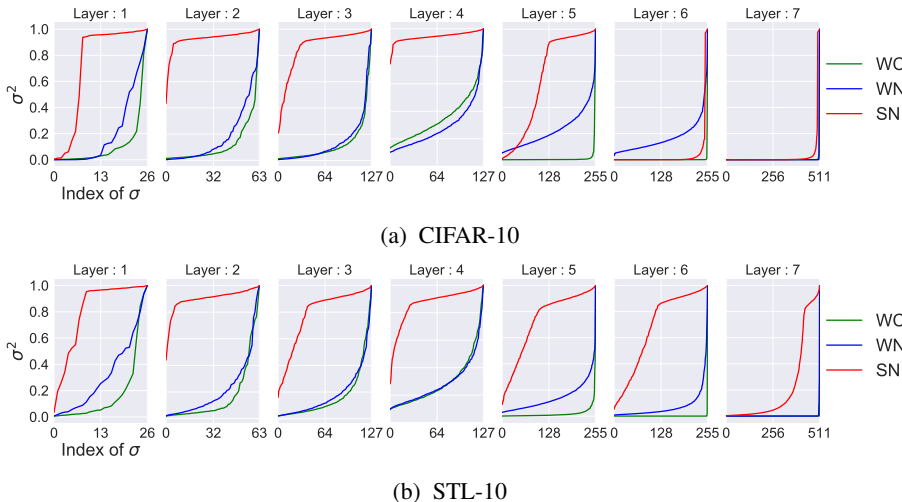 Layer : 1 Layer : 2 Layer : 3 Layer : 4 Layer : 5 Layer : 6 Layer : 7
1.0
0.8
0.6
0.4
0.2
0.0
σ²
WC
WN
SN
0 13 26 0 32 63 0 64 127 0 64 127 0 128 255 0 128 255 0 256 511
Index of σ
(a) CIFAR-10
Layer : 1 Layer : 2 Layer : 3 Layer : 4 Layer : 5 Layer : 6 Layer : 7
1.0
0.8
0.6
0.4
0.2
0.0
σ²
WC
WN
SN
0 13 26 0 32 63 0 64 127 0 64 127 0 128 255 0 128 255 0 256 511
Index of σ
(b) STL-10